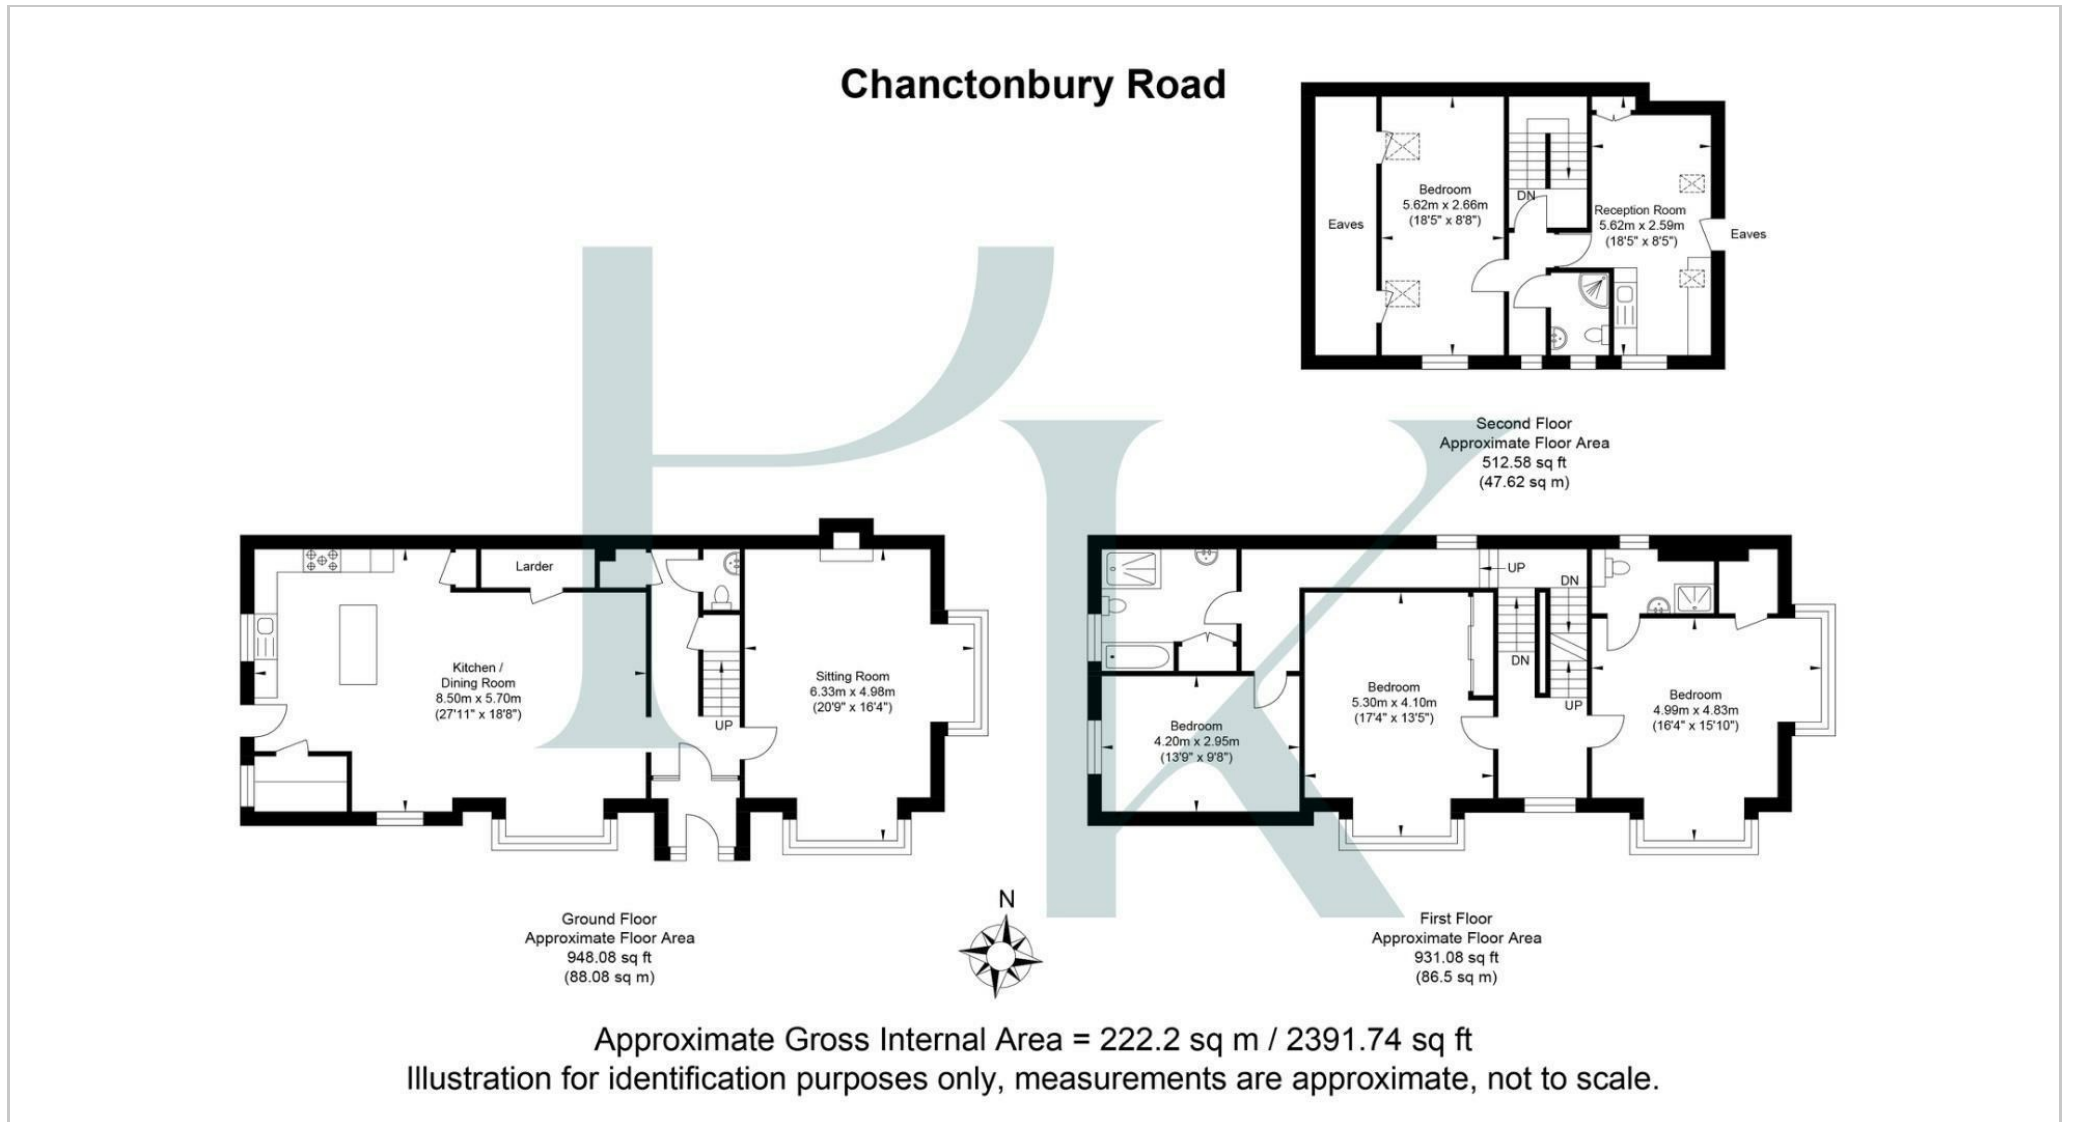 Chanctonbury Road
Eaves
Bedroom
5.62m x 2.66m
(18'5" x 8'8")
DN
Reception Room
5.62m x 2.59m
(18'5" x 8'5")
Eaves
Second Floor
Approximate Floor Area
512.58 sq ft
(47.62 sq m)
Larder
Kitchen /
Dining Room
8.50m x 5.70m
(27'11" x 18'8")
UP
Sitting Room
6.33m x 4.98m
(20'9" x 16'4")
Ground Floor
Approximate Floor Area
948.08 sq ft
(88.08 sq m)
N
Bedroom
4.20m x 2.95m
(13'9" x 9'8")
Bedroom
5.30m x 4.10m
(17'4" x 13'5")
UP
DN
DN
UP
Bedroom
4.99m x 4.83m
(16'4" x 15'10")
First Floor
Approximate Floor Area
931.08 sq ft
(86.5 sq m)
PK
Approximate Gross Internal Area = 222.2 sq m / 2391.74 sq ft
Illustration for identification purposes only, measurements are approximate, not to scale.